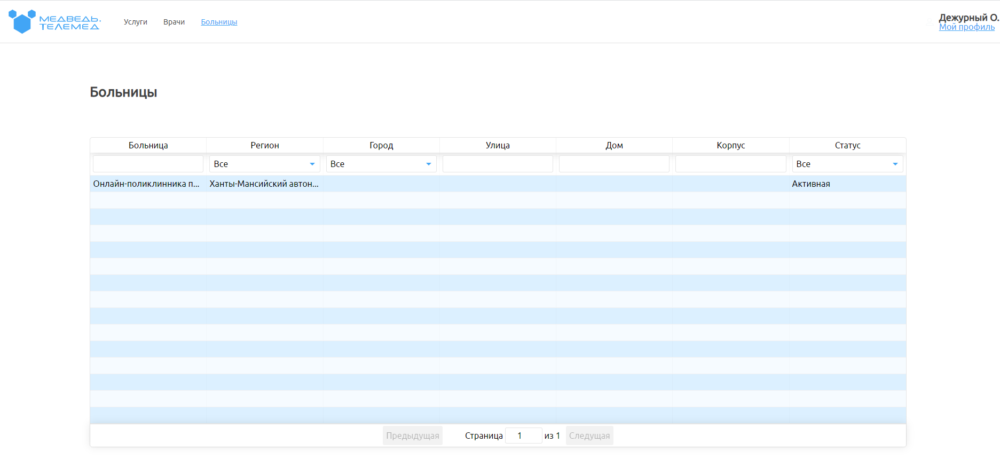 МЕДВЕДЬ.
ТЕЛЕМЕД
Услуги Врачи Больницы
Дежурный О.
Мой профиль
Больницы
Больница Регион Город Улица Дом Корпус Статус
Все Все Все
Онлайн-поликлинника п... Ханты-Мансийский автон... Активная
Предыдущая Страница 1 из 1 Следущая